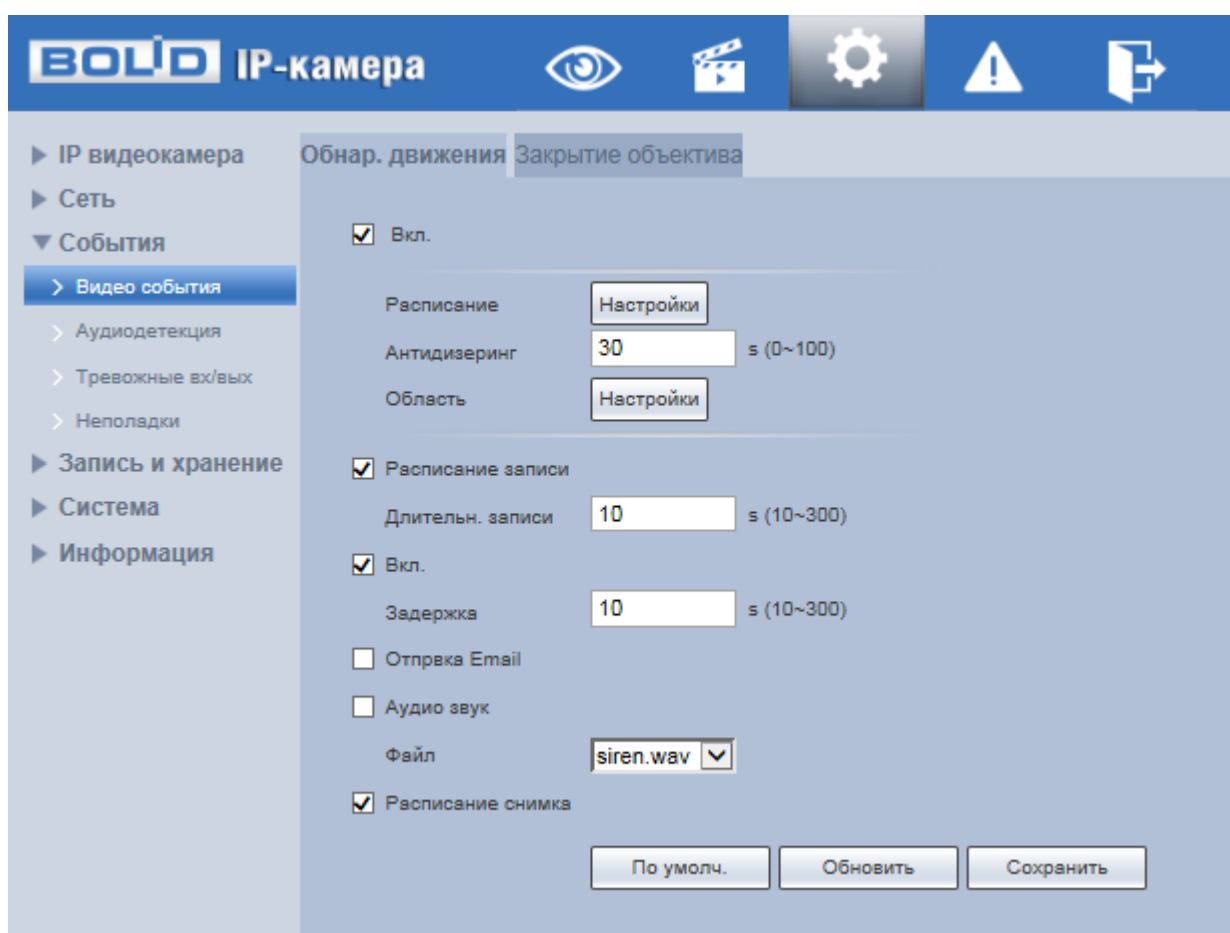 BOLID IP-камера
IP видеокамера
Сеть
События
Видео события
Аудиодетекция
Тревожные вх/вых
Неполадки
Запись и хранение
Система
Информация
Обнар. движения Закрытие объектива
Вкл.
Расписание Настройки
Антидизеринг 30 s (0~100)
Область Настройки
Расписание записи
Длительн. записи 10 s (10~300)
Вкл.
Задержка 10 s (10~300)
Отпрвка Email
Аудио звук
Файл siren.wav
Расписание снимка
По умолч. Обновить Сохранить